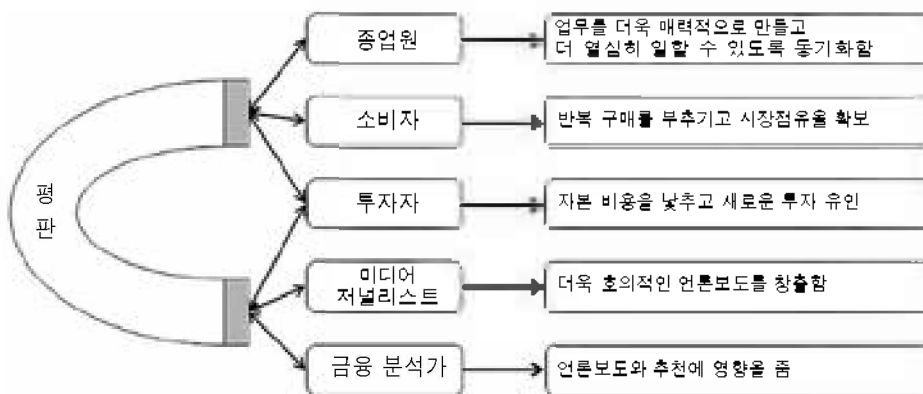 평
판
종업원
업무를 더욱 매력적으로 만들고
더 열심히 일할 수 있도록 동기화함
소비자
반복 구매를 부추기고 시장점유율 확보
투자자
자본 비용을 낮추고 새로운 투자 유인
미디어
저널리스트
더욱 호의적인 언론보도를 창출함
금융 분석가
언론보도와 추천에 영향을 줌